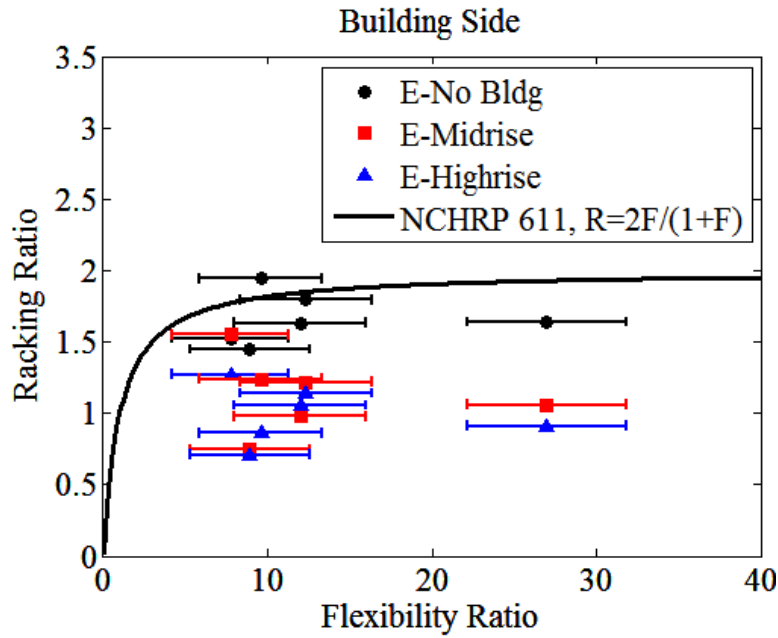 Building Side
3.5
3
2.5
2
1.5
1
0.5
0
Racking Ratio
E-No Bldg
E-Midrise
E-Highrise
NCHRP 611, R=2F/(1+F)
0 10 20 30 40
Flexibility Ratio